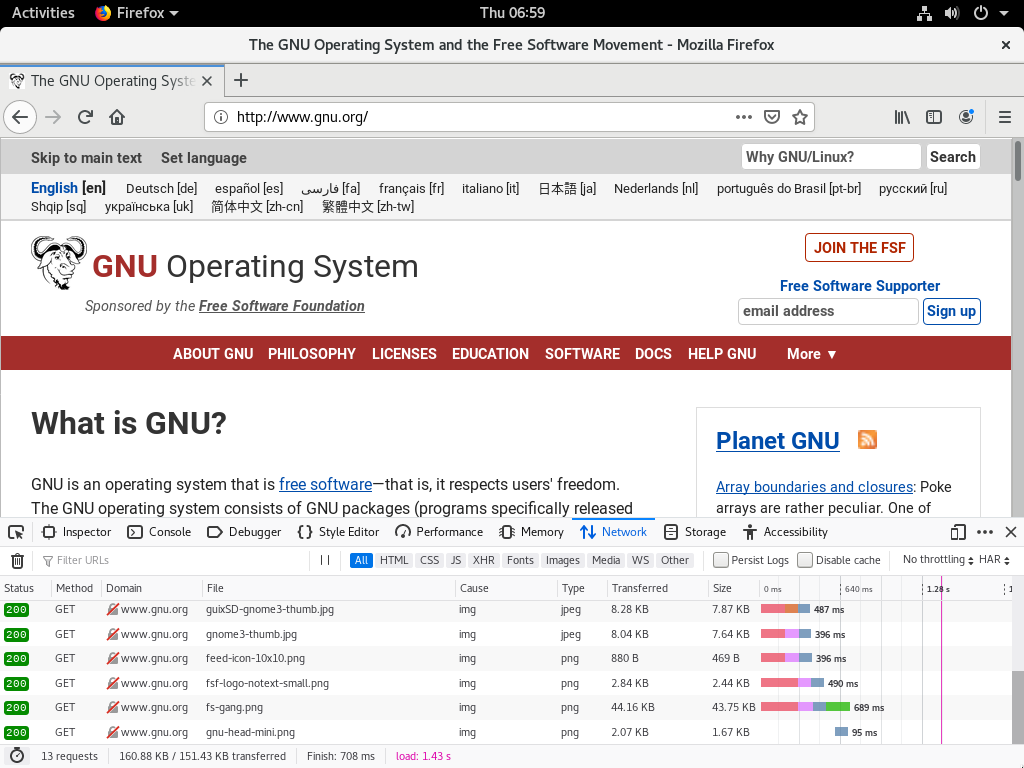 Activities Firefox Thu 06:59
The GNU Operating System and the Free Software Movement - Mozilla Firefox
The GNU Operating Syste
http://www.gnu.org/
Skip to main text Set language Why GNU/Linux? Search
English [en] Deutsch [de] español [es] فارسی [fa] français [fr] italiano [it] 日本語 [ja] Nederlands [nl] português do Brasil [pt-br] русский [ru]
Shqip [sq] українська [uk] 简体中文 [zh-cn] 繁體中文 [zh-tw]
GNU Operating System
Sponsored by the Free Software Foundation
JOIN THE FSF
Free Software Supporter
email address Sign up
ABOUT GNU PHILOSOPHY LICENSES EDUCATION SOFTWARE DOCS HELP GNU More ▼
What is GNU?
GNU is an operating system that is free software—that is, it respects users' freedom.
The GNU operating system consists of GNU packages (programs specifically released
Planet GNU
Array boundaries and closures: Poke
arrays are rather peculiar. One of
Inspector Console Debugger Style Editor Performance Memory Network Storage Accessibility
Filter URLs All HTML CSS JS XHR Fonts Images Media WS Other Persist Logs Disable cache No throttling HAR
Status Method Domain File Cause Type Transferred Size 0 ms 640 ms 1.28 s
200 GET www.gnu.org guixSD-gnome3-thumb.jpg img jpeg 8.28 KB 7.87 KB 487 ms
200 GET www.gnu.org gnome3-thumb.jpg img jpeg 8.04 KB 7.64 KB 396 ms
200 GET www.gnu.org feed-icon-10x10.png img png 880 B 469 B 396 ms
200 GET www.gnu.org fsf-logo-notext-small.png img png 2.84 KB 2.44 KB 490 ms
200 GET www.gnu.org fs-gang.png img png 44.16 KB 43.75 KB 689 ms
200 GET www.gnu.org gnu-head-mini.png img png 2.07 KB 1.67 KB 95 ms
13 requests 160.88 KB / 151.43 KB transferred Finish: 708 ms load: 1.43 s